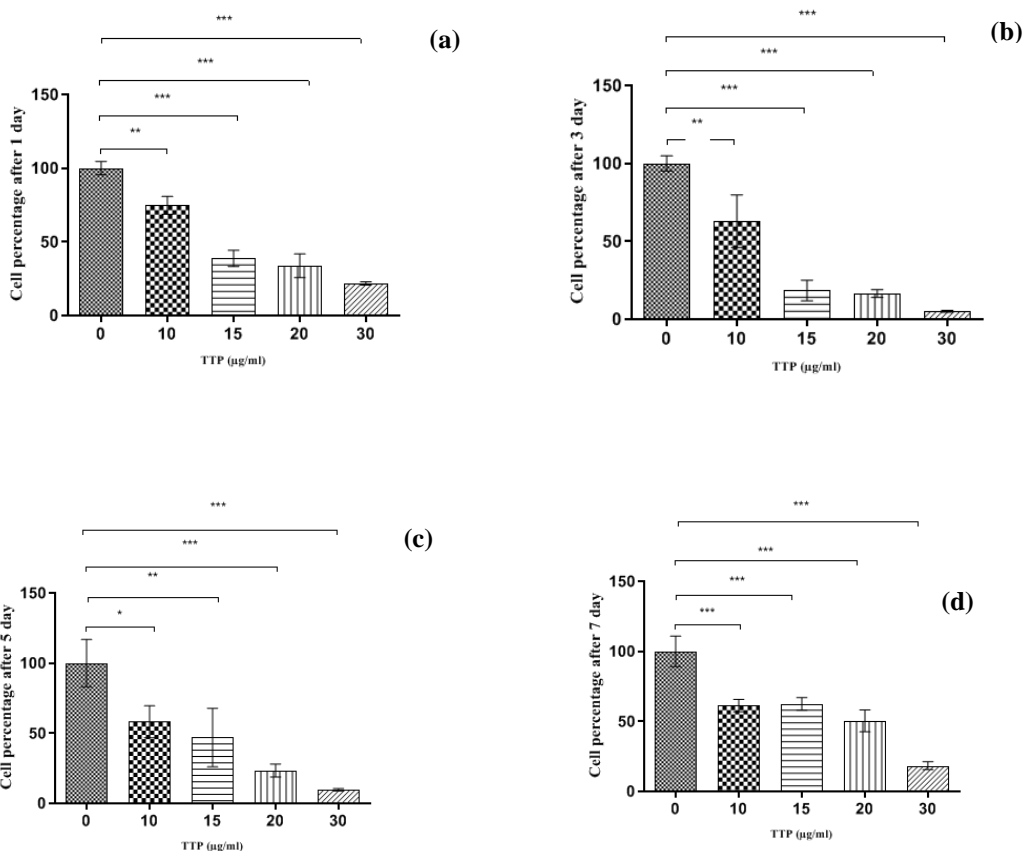 (a)
***
***
***
**
Cell percentage after 1 day
150
100
50
0
0 10 15 20 30
TTP (µg/ml)
(b)
***
***
***
**
Cell percentage after 3 day
150
100
50
0
0 10 15 20 30
TTP (µg/ml)
(c)
***
***
**
*
Cell percentage after 5 day
150
100
50
0
0 10 15 20 30
TTP (µg/ml)
(d)
***
***
***
***
Cell percentage after 7 day
150
100
50
0
0 10 15 20 30
TTP (µg/ml)